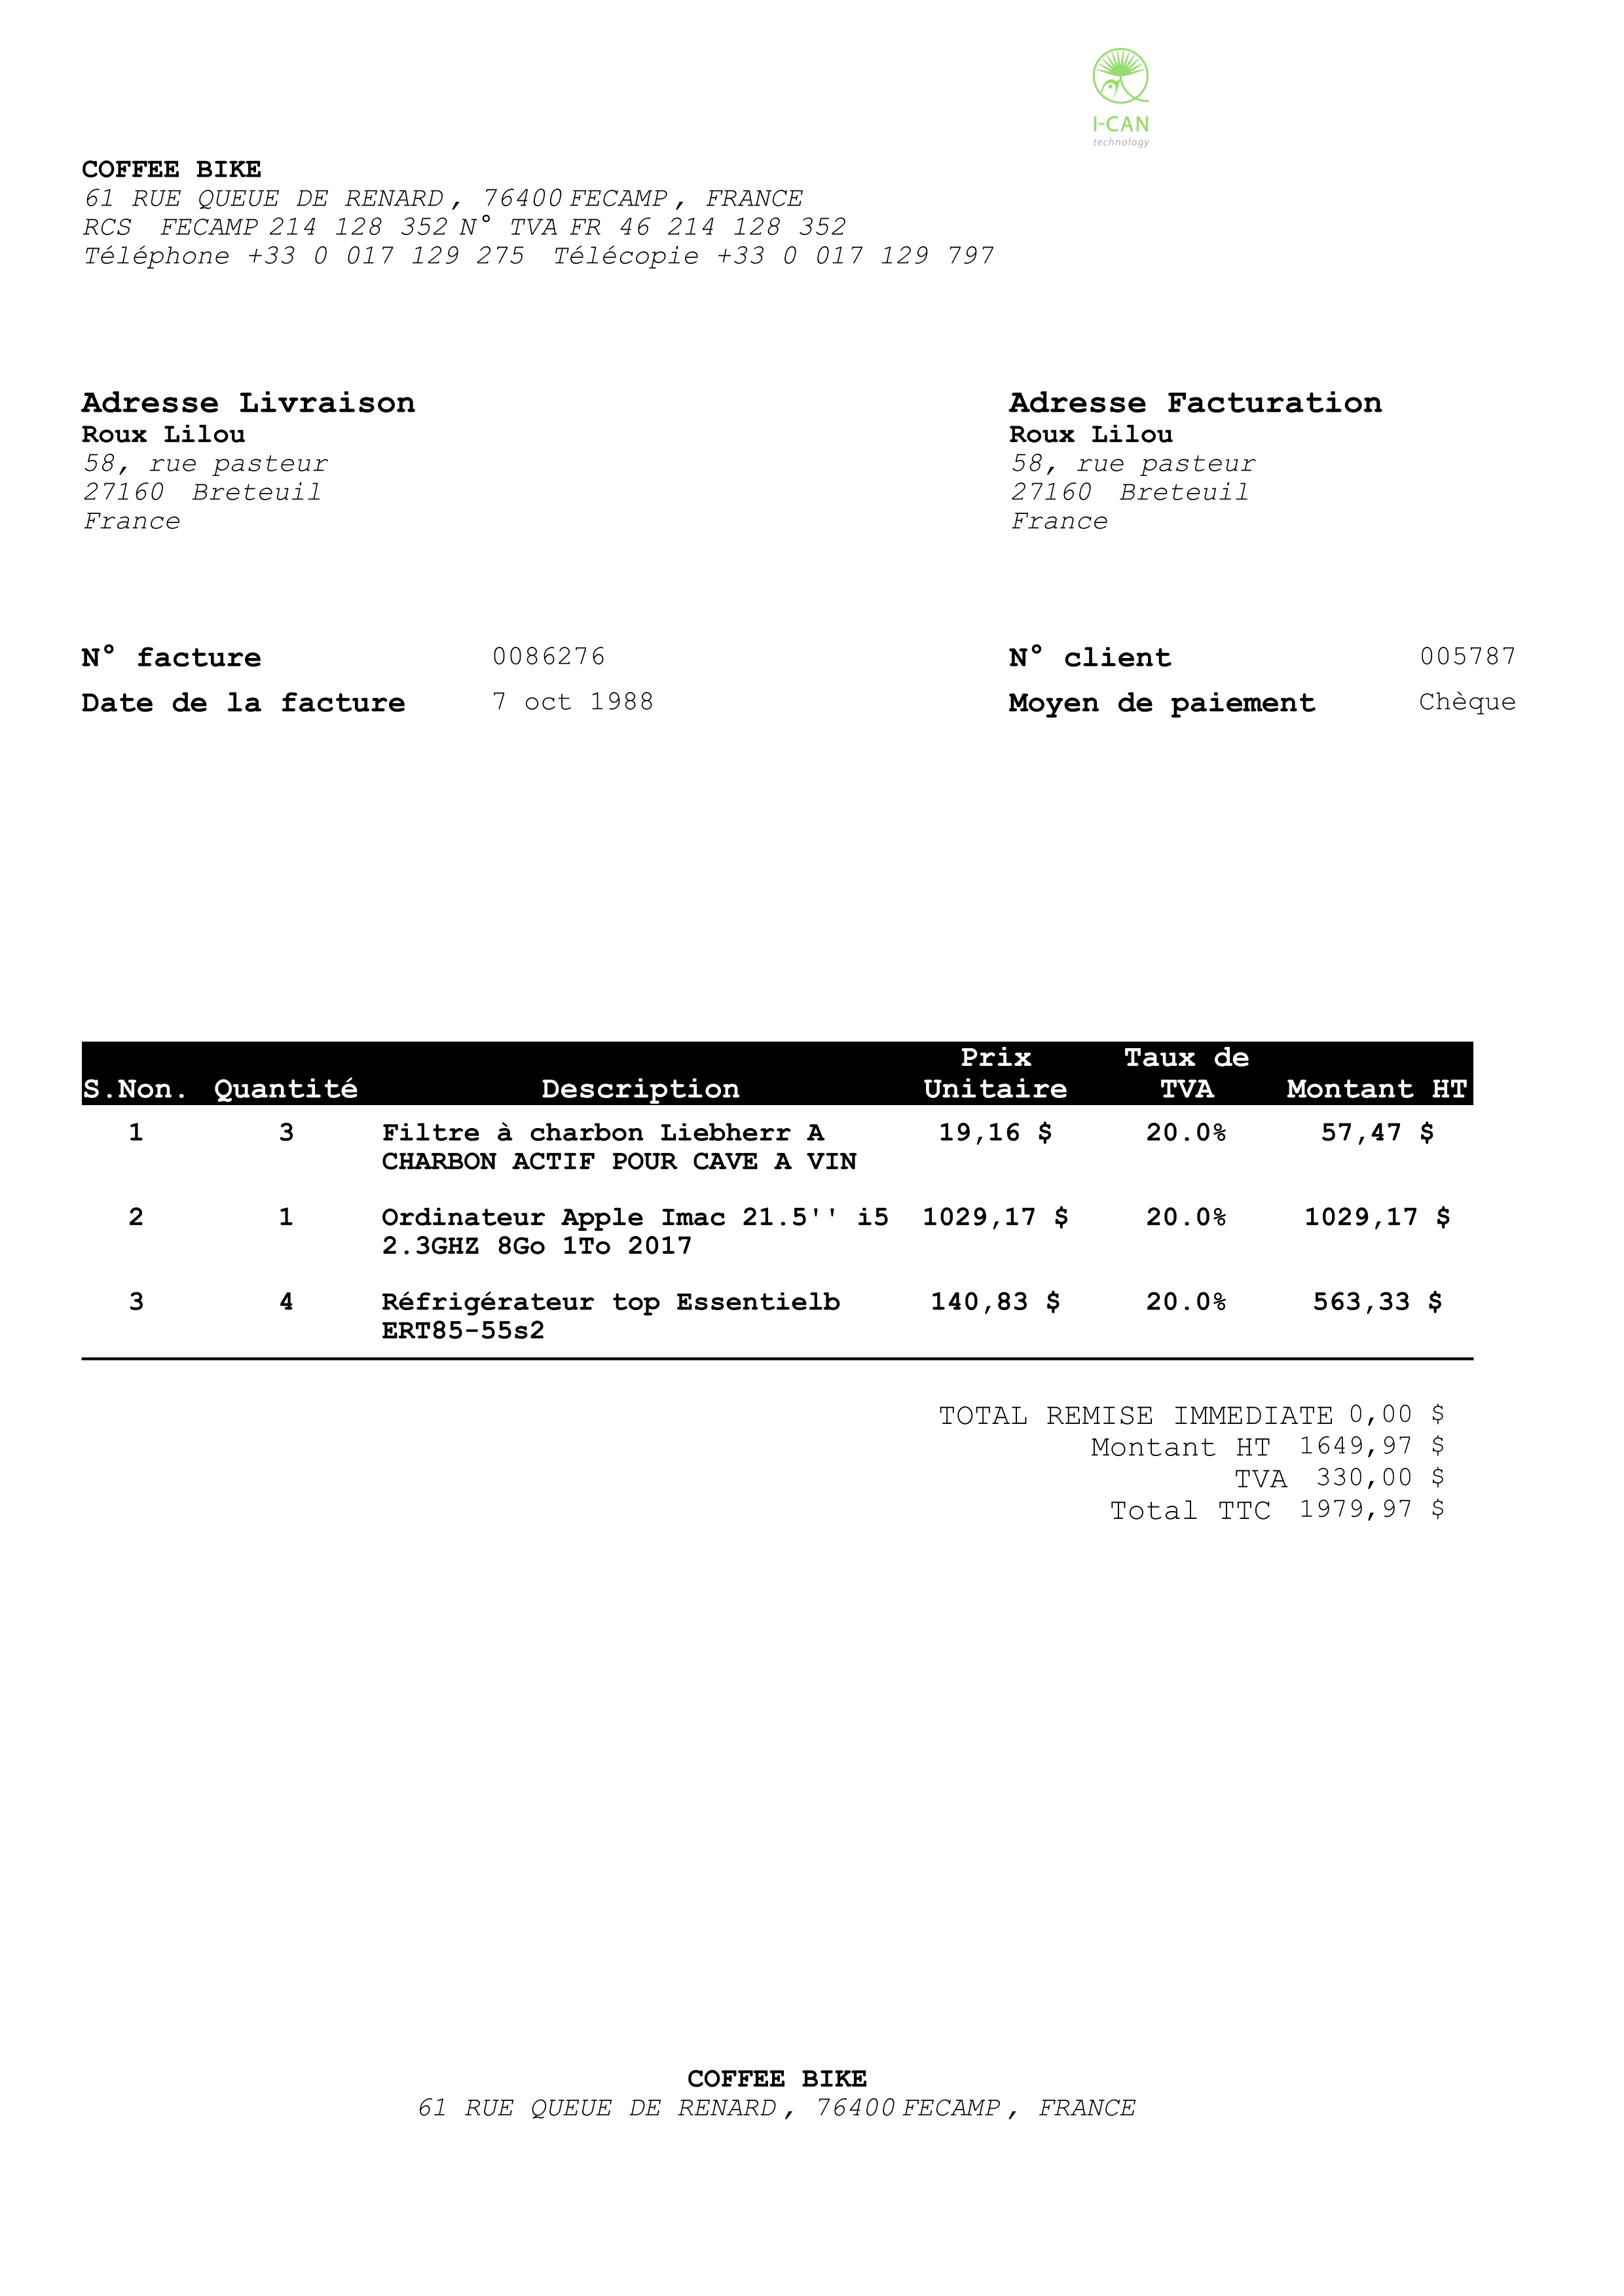 I-CAN
technology
COFFEE BIKE
61 RUE QUEUE DE RENARD, 76400 FECAMP, FRANCE
RCS FECAMP 214 128 352 N° TVA FR 46 214 128 352
Téléphone +33 0 017 129 275 Télécopie +33 0 017 129 797
Adresse Livraison
Roux Lilou
58, rue pasteur
27160 Breteuil
France
Adresse Facturation
Roux Lilou
58, rue pasteur
27160 Breteuil
France
N° facture 0086276
Date de la facture 7 oct 1988
N° client 005787
Moyen de paiement Chèque
S.Non. Quantité Description Prix Unitaire Taux de TVA Montant HT
1 3 Filtre à charbon Liebherr A 19,16 $ 20.0% 57,47 $
CHARBON ACTIF POUR CAVE A VIN
2 1 Ordinateur Apple Imac 21.5'' i5 1029,17 $ 20.0% 1029,17 $
2.3GHZ 8Go 1To 2017
3 4 Réfrigérateur top Essentielb 140,83 $ 20.0% 563,33 $
ERT85-55s2
TOTAL REMISE IMMEDIATE 0,00 $
Montant HT 1649,97 $
TVA 330,00 $
Total TTC 1979,97 $
COFFEE BIKE
61 RUE QUEUE DE RENARD, 76400 FECAMP, FRANCE